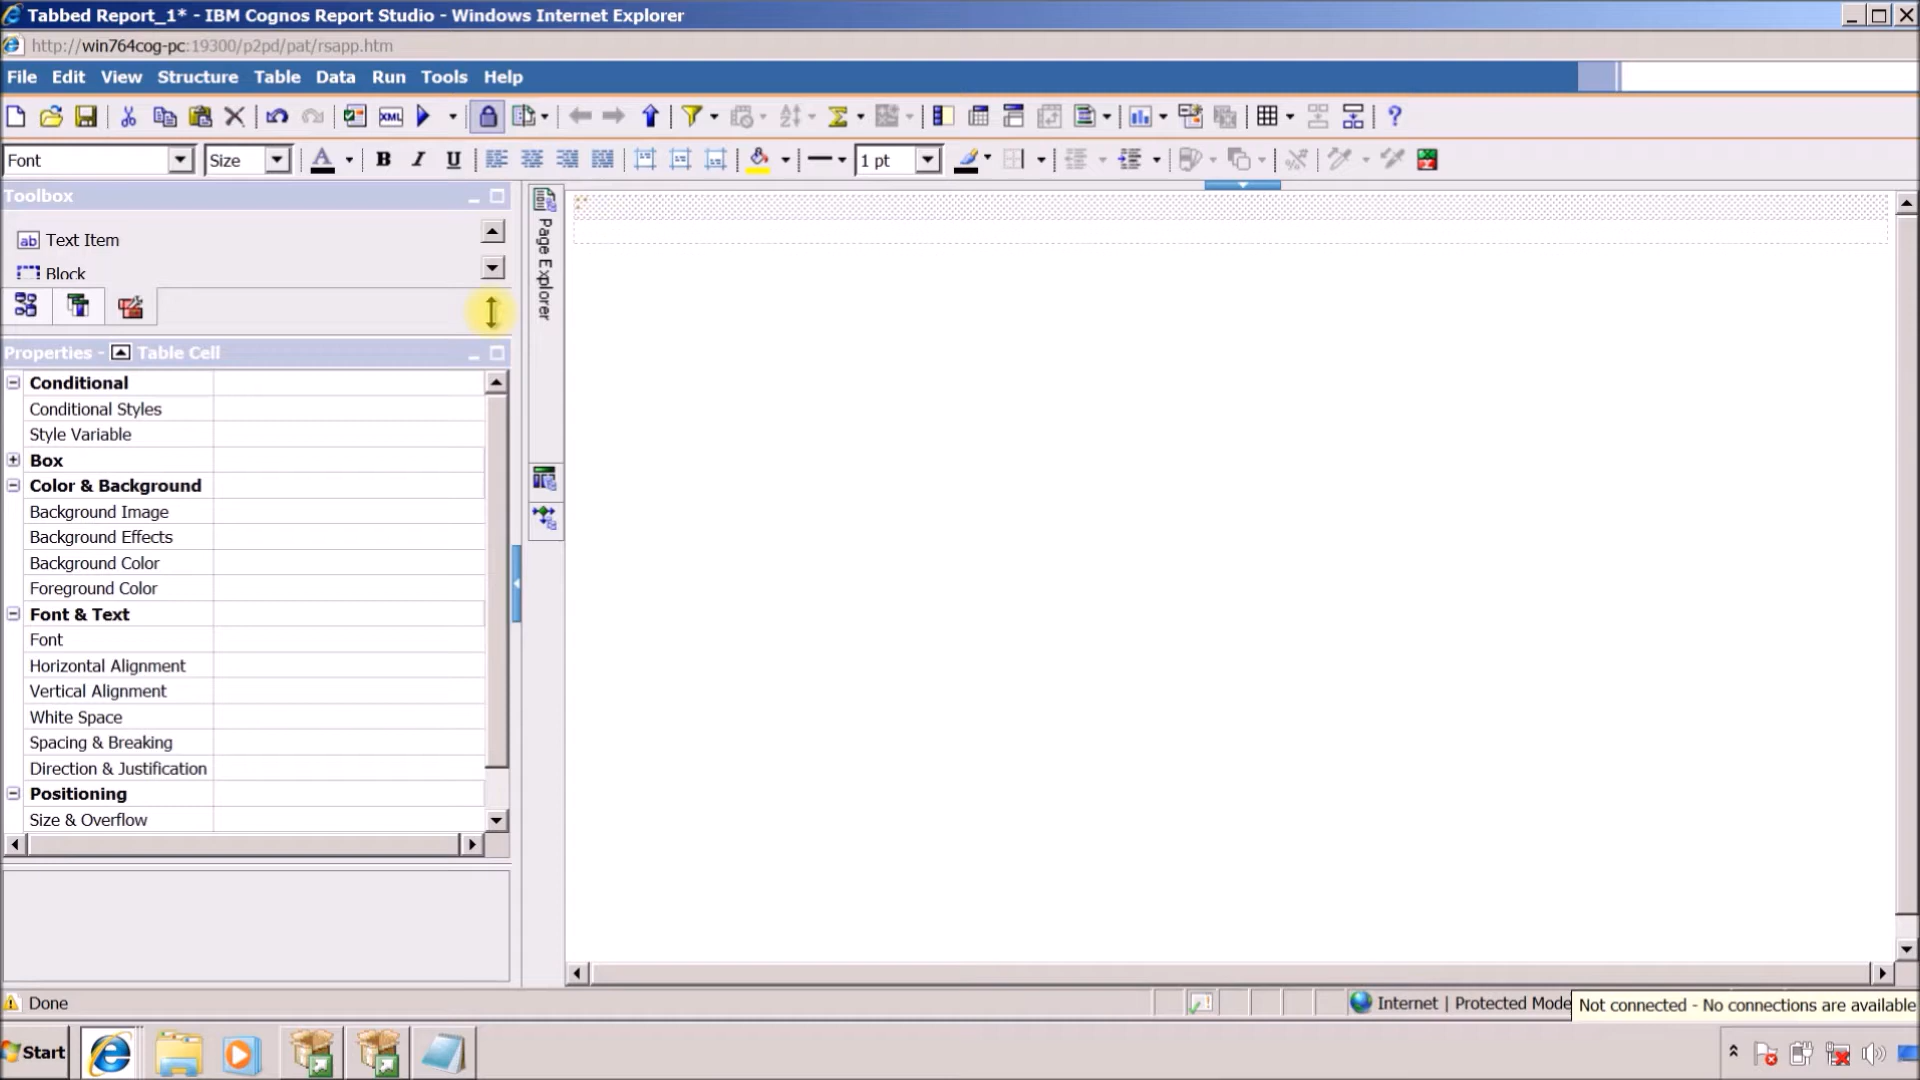 Tabbed Report_1* - IBM Cognos Report Studio - Windows Internet Explorer
http://win764cog-pc:19300/p2pd/pat/rsapp.htm
File Edit View Structure Table Data Run Tools Help
XML
Font Size A B I U 1 pt
Toolbox
ab Text Item
Block
Page Explorer
Properties - Table Cell
Conditional
Conditional Styles
Style Variable
Box
Color & Background
Background Image
Background Effects
Background Color
Foreground Color
Font & Text
Font
Horizontal Alignment
Vertical Alignment
White Space
Spacing & Breaking
Direction & Justification
Positioning
Size & Overflow
Done
Internet | Protected Mode
Not connected - No connections are available
Start